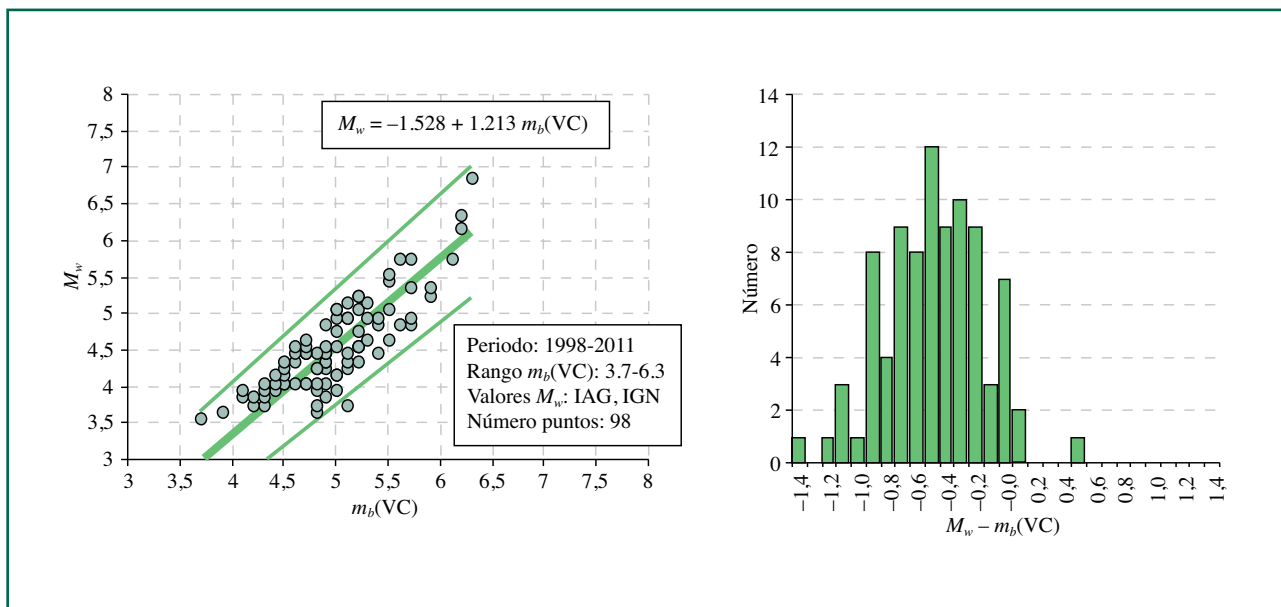 8
7,5
7
6,5
6
5,5
5
4,5
4
3,5
3
M_w
3 3,5 4 4,5 5 5,5 6 6,5 7 7,5 8
m_b(VC)
M_w = –1.528 + 1.213 m_b(VC)
Periodo: 1998-2011
Rango m_b(VC): 3.7-6.3
Valores M_w: IAG, IGN
Número puntos: 98
14
12
10
8
6
4
2
0
Número
–1,4 –1,2 –1,0 –0,8 –0,6 –0,4 –0,2 –0,0 0,2 0,4 0,6 0,8 1,0 1,2 1,4
M_w – m_b(VC)